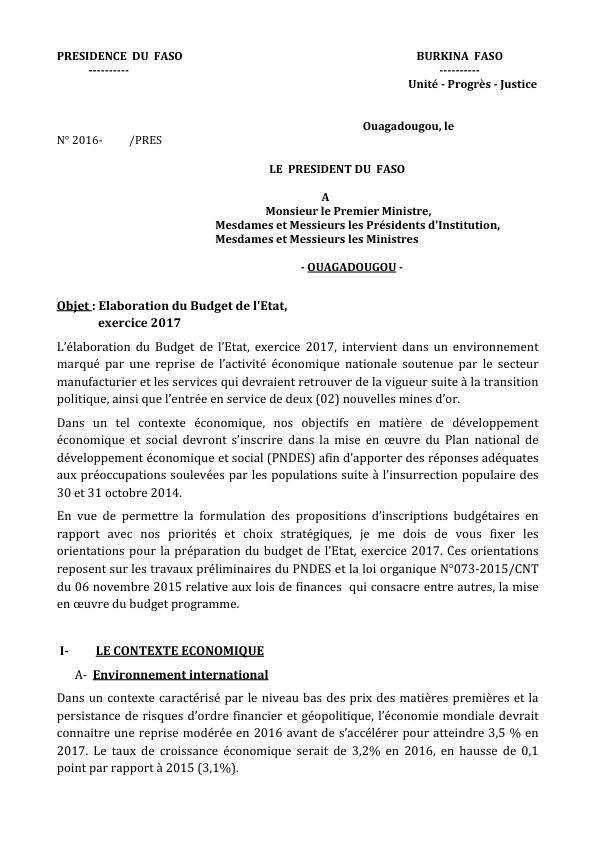 PRESIDENCE DU FASO
BURKINA FASO
----------
----------
Unité - Progrès - Justice
Ouagadougou, le
N° 2016- /PRES
LE PRESIDENT DU FASO
A
Monsieur le Premier Ministre,
Mesdames et Messieurs les Présidents d'Institution,
Mesdames et Messieurs les Ministres
- OUAGADOUGOU -
Objet : Elaboration du Budget de l'Etat,
exercice 2017
L'élaboration du Budget de l'Etat, exercice 2017, intervient dans un environnement
marqué par une reprise de l'activité économique nationale soutenue par le secteur
manufacturier et les services qui devraient retrouver de la vigueur suite à la transition
politique, ainsi que l'entrée en service de deux (02) nouvelles mines d'or.
Dans un tel contexte économique, nos objectifs en matière de développement
économique et social devront s'inscrire dans la mise en œuvre du Plan national de
développement économique et social (PNDES) afin d'apporter des réponses adéquates
aux préoccupations soulevées par les populations suite à l'insurrection populaire des
30 et 31 octobre 2014.
En vue de permettre la formulation des propositions d'inscriptions budgétaires en
rapport avec nos priorités et choix stratégiques, je me dois de vous fixer les
orientations pour la préparation du budget de l'Etat, exercice 2017. Ces orientations
reposent sur les travaux préliminaires du PNDES et la loi organique N°073-2015/CNT
du 06 novembre 2015 relative aux lois de finances qui consacre entre autres, la mise
en œuvre du budget programme.
I- LE CONTEXTE ECONOMIQUE
A- Environnement international
Dans un contexte caractérisé par le niveau bas des prix des matières premières et la
persistance de risques d'ordre financier et géopolitique, l'économie mondiale devrait
connaitre une reprise modérée en 2016 avant de s'accélérer pour atteindre 3,5 % en
2017. Le taux de croissance économique serait de 3,2% en 2016, en hausse de 0,1
point par rapport à 2015 (3,1%).